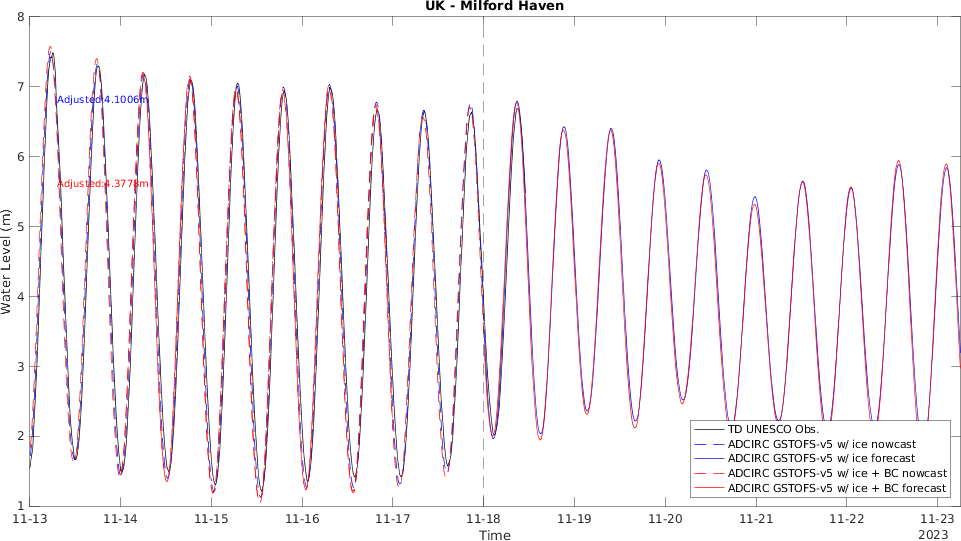 UK - Milford Haven
8
7
6
5
4
3
2
1
Water Level (m)
Adjusted:4.1006m
Adjusted:4.3778m
TD UNESCO Obs.
ADCIRC GSTOFS-v5 w/ ice nowcast
ADCIRC GSTOFS-v5 w/ ice forecast
ADCIRC GSTOFS-v5 w/ ice + BC nowcast
ADCIRC GSTOFS-v5 w/ ice + BC forecast
11-13 11-14 11-15 11-16 11-17 11-18 11-19 11-20 11-21 11-22 11-23
Time
2023